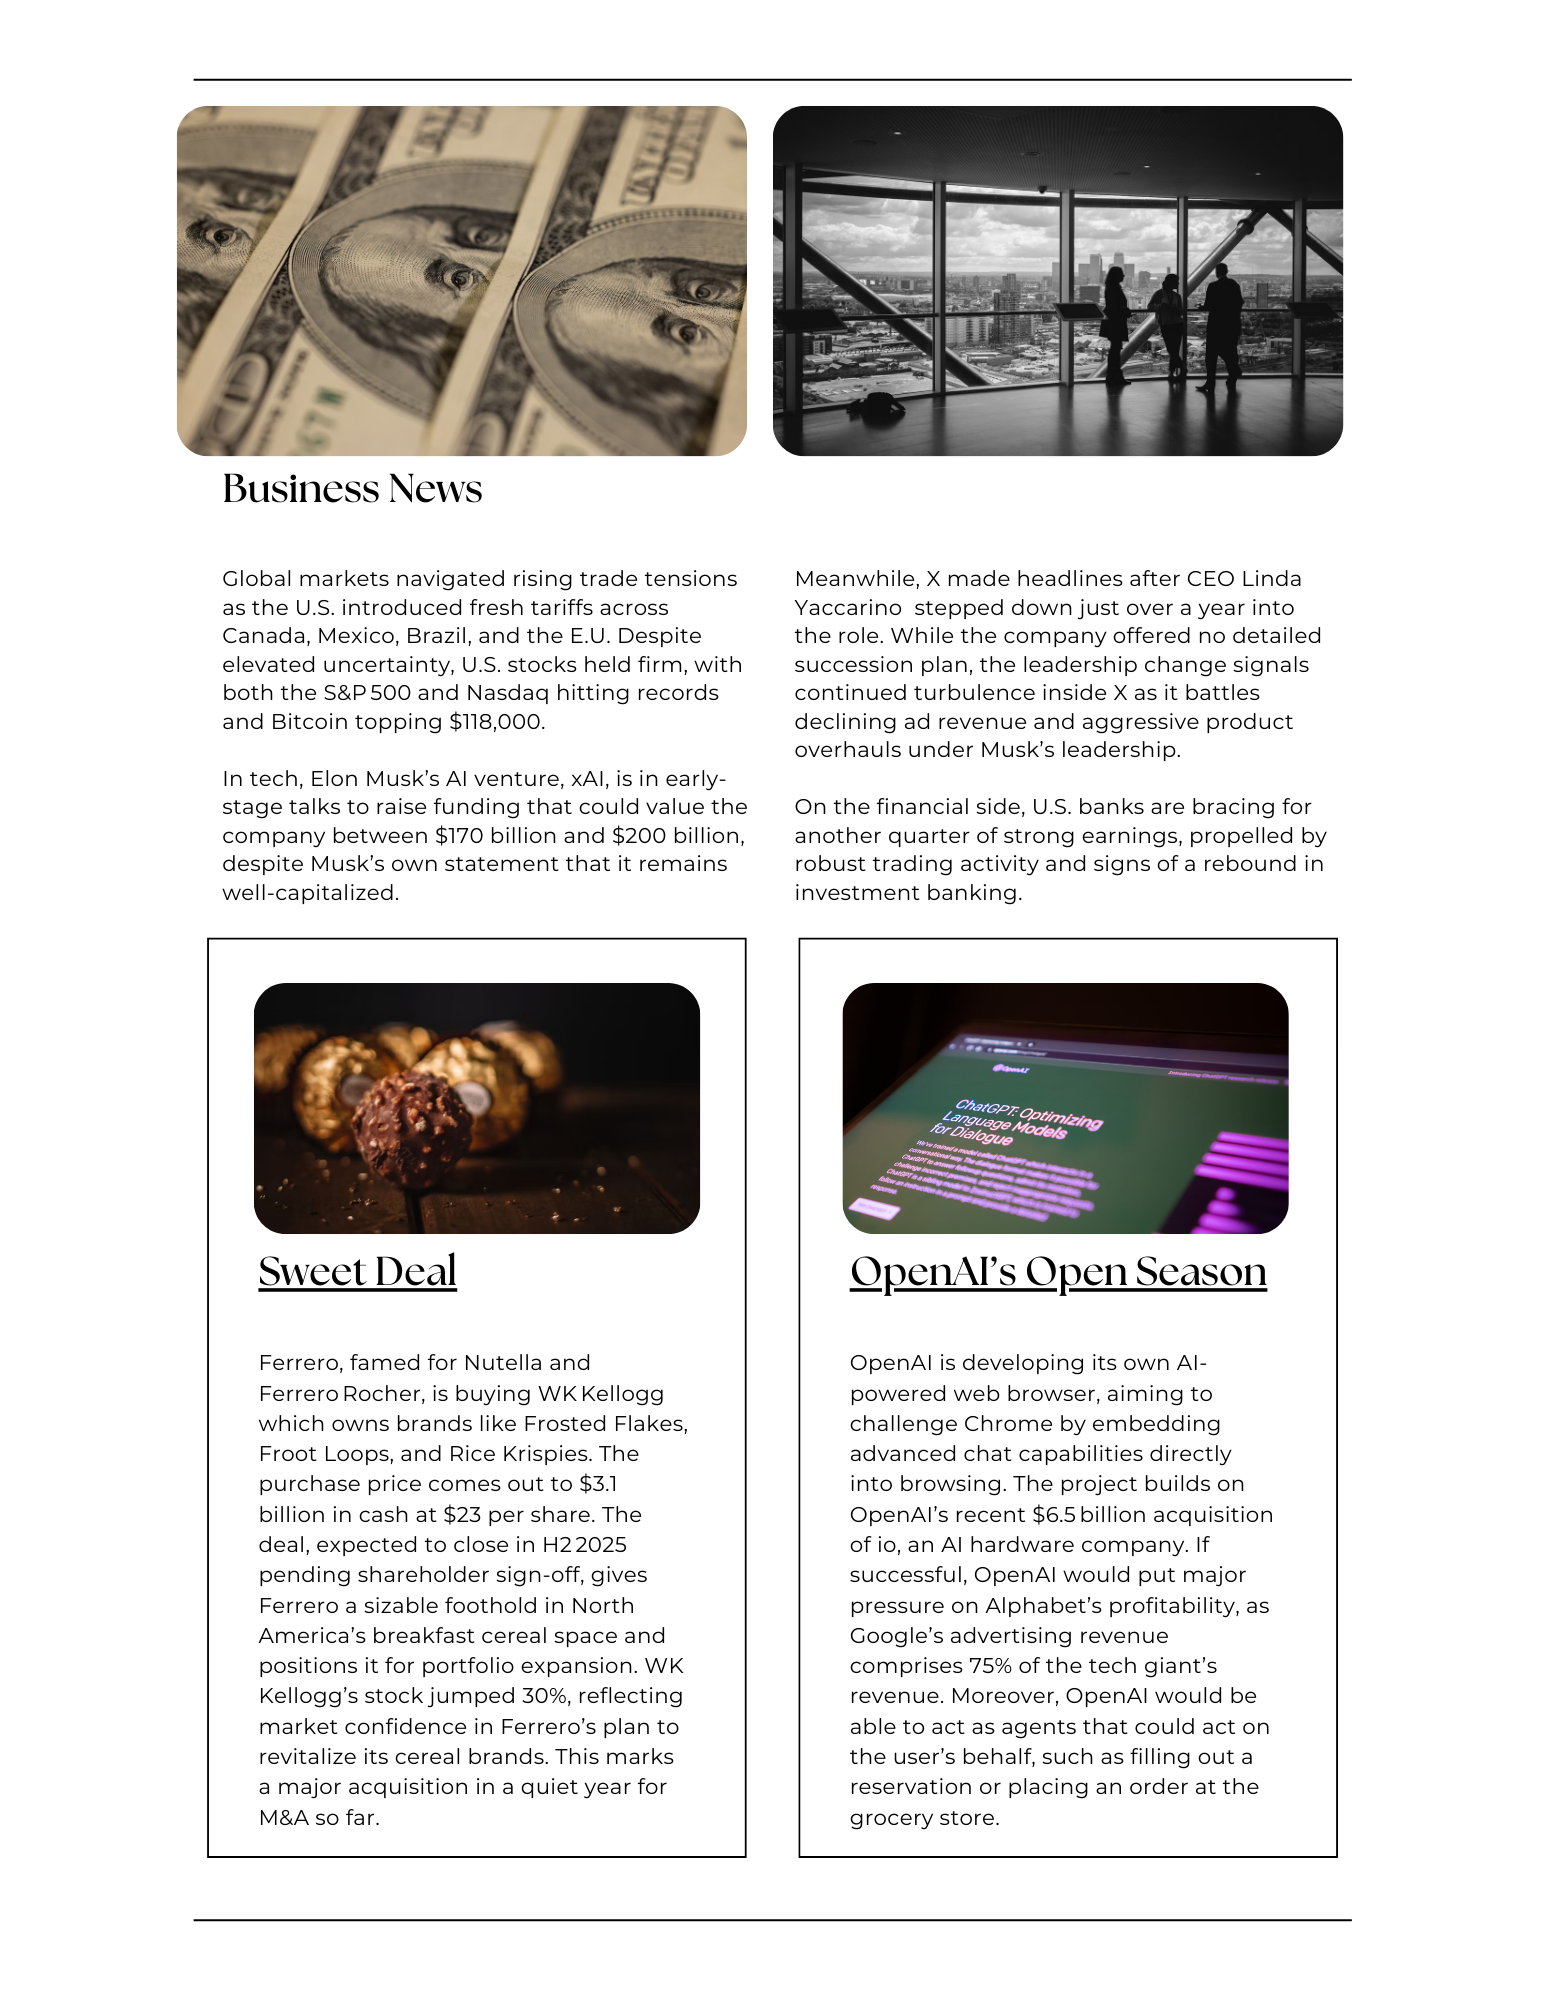 Business News
Global markets navigated rising trade tensions
as the U.S. introduced fresh tariffs across
Canada, Mexico, Brazil, and the E.U. Despite
elevated uncertainty, U.S. stocks held firm, with
both the S&P 500 and Nasdaq hitting records
and Bitcoin topping $118,000.
In tech, Elon Musk’s AI venture, xAI, is in early-
stage talks to raise funding that could value the
company between $170 billion and $200 billion,
despite Musk’s own statement that it remains
well-capitalized.
Meanwhile, X made headlines after CEO Linda
Yaccarino  stepped down just over a year into
the role. While the company offered no detailed
succession plan, the leadership change signals
continued turbulence inside X as it battles
declining ad revenue and aggressive product
overhauls under Musk’s leadership.
On the financial side, U.S. banks are bracing for
another quarter of strong earnings, propelled by
robust trading activity and signs of a rebound in
investment banking.
Sweet Deal
Ferrero, famed for Nutella and
Ferrero Rocher, is buying WK Kellogg
which owns brands like Frosted Flakes,
Froot Loops, and Rice Krispies. The
purchase price comes out to $3.1
billion in cash at $23 per share. The
deal, expected to close in H2 2025
pending shareholder sign-off, gives
Ferrero a sizable foothold in North
America’s breakfast cereal space and
positions it for portfolio expansion. WK
Kellogg’s stock jumped 30%, reflecting
market confidence in Ferrero’s plan to
revitalize its cereal brands. This marks
a major acquisition in a quiet year for
M&A so far.
OpenAI
ChatGPT: Optimizing
Language Models
for Dialogue
OpenAI’s Open Season
OpenAI is developing its own AI-
powered web browser, aiming to
challenge Chrome by embedding
advanced chat capabilities directly
into browsing. The project builds on
OpenAI’s recent $6.5 billion acquisition
of io, an AI hardware company. If
successful, OpenAI would put major
pressure on Alphabet’s profitability, as
Google’s advertising revenue
comprises 75% of the tech giant’s
revenue. Moreover, OpenAI would be
able to act as agents that could act on
the user’s behalf, such as filling out a
reservation or placing an order at the
grocery store.